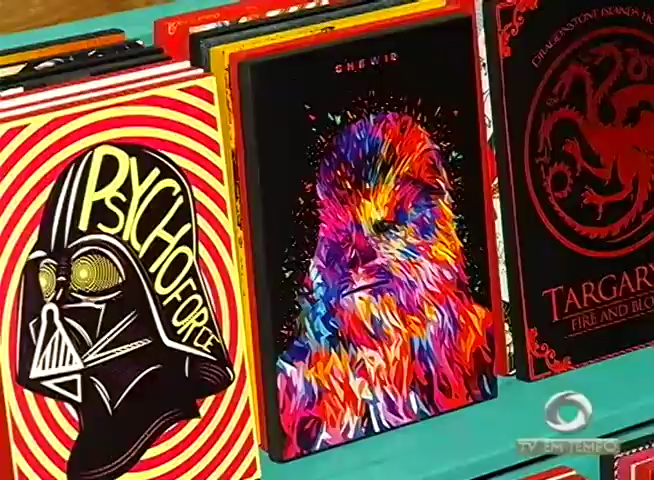 PSYCHOFORCE
CHEWIE
DRAGONSTONE ISLANDS
TARGARY
FIRE AND BLO
TV EM TEMPO